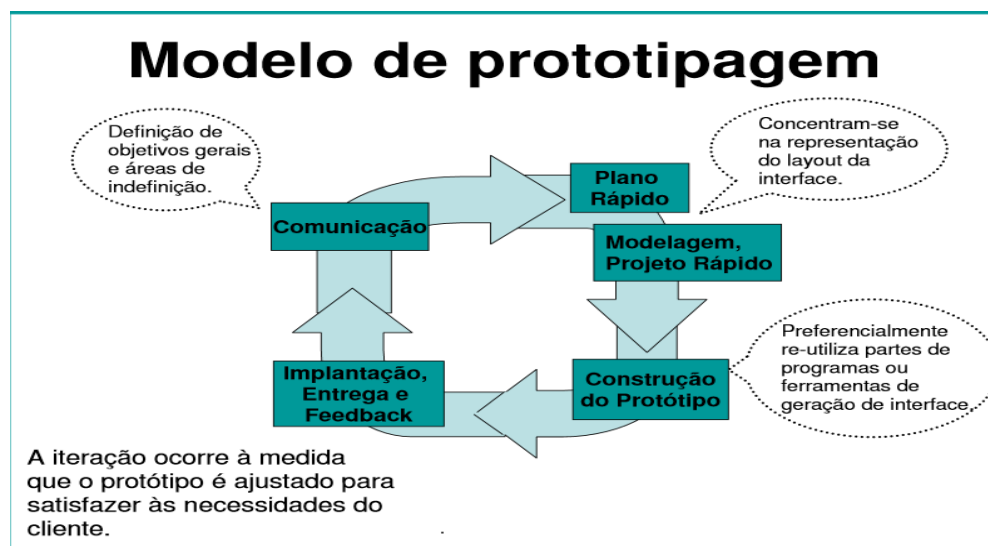 Modelo de prototipagem
Definição de
objetivos gerais
e áreas de
indefinição.
Concentram-se
na representação
do layout da
interface.
Plano
Rápido
Comunicação
Modelagem,
Projeto Rápido
Preferencialmente
re-utiliza partes de
programas ou
ferramentas de
geração de interface.
Implantação,
Entrega e
Feedback
Construção
do Protótipo
A iteração ocorre à medida
que o protótipo é ajustado para
satisfazer às necessidades do
cliente.
.